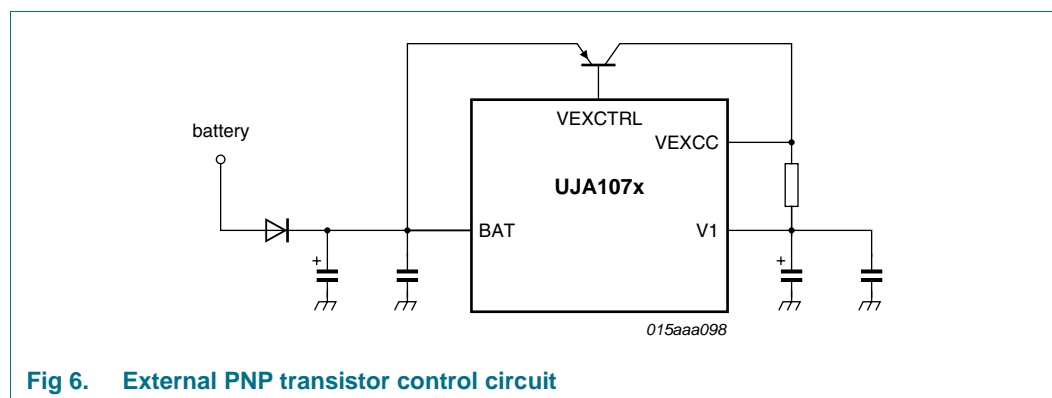 VEXCTRL
battery
VEXCC
UJA107x
BAT
V1
+
+
015aaa098
Fig 6. External PNP transistor control circuit